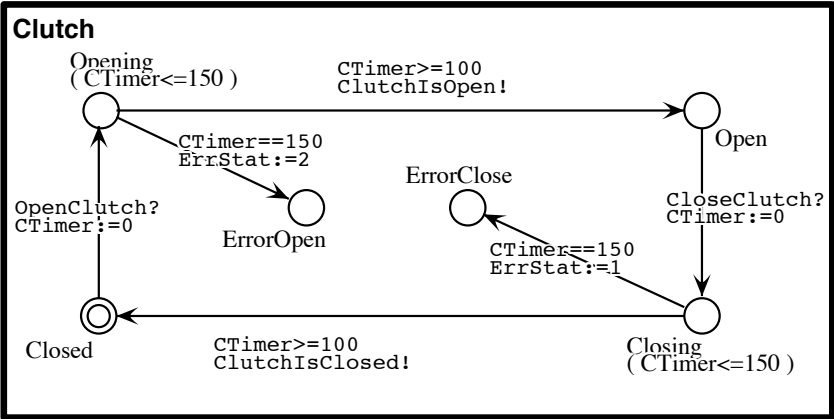 Clutch
Opening
( CTimer<=150 )
CTimer>=100
ClutchIsOpen!
CTimer==150
ErrStat:=2
Open
ErrorClose
OpenClutch?
CTimer:=0
CloseClutch?
CTimer:=0
ErrorOpen
CTimer==150
ErrStat:=1
Closed
CTimer>=100
ClutchIsClosed!
Closing
( CTimer<=150 )